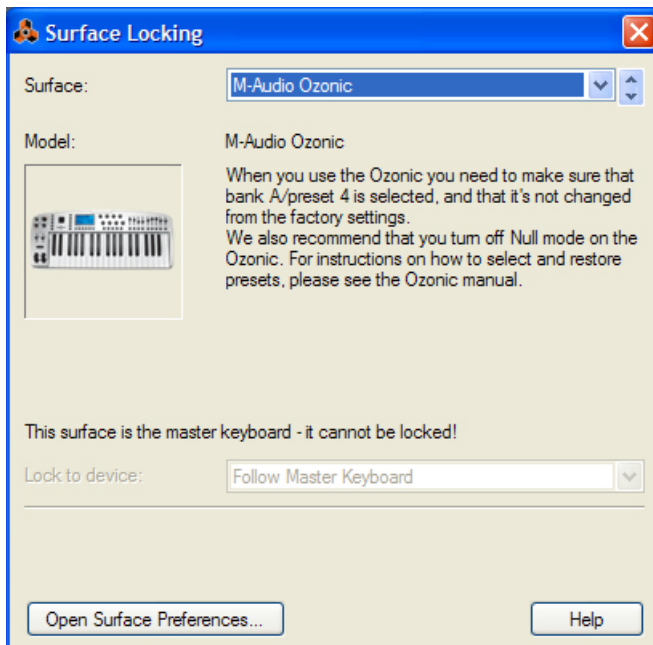 Surface Locking
Surface: M-Audio Ozonic
Model: M-Audio Ozonic
When you use the Ozonic you need to make sure that
bank A/preset 4 is selected, and that it's not changed
from the factory settings.
We also recommend that you turn off Null mode on the
Ozonic. For instructions on how to select and restore
presets, please see the Ozonic manual.
This surface is the master keyboard - it cannot be locked!
Lock to device: Follow Master Keyboard
Open Surface Preferences... Help